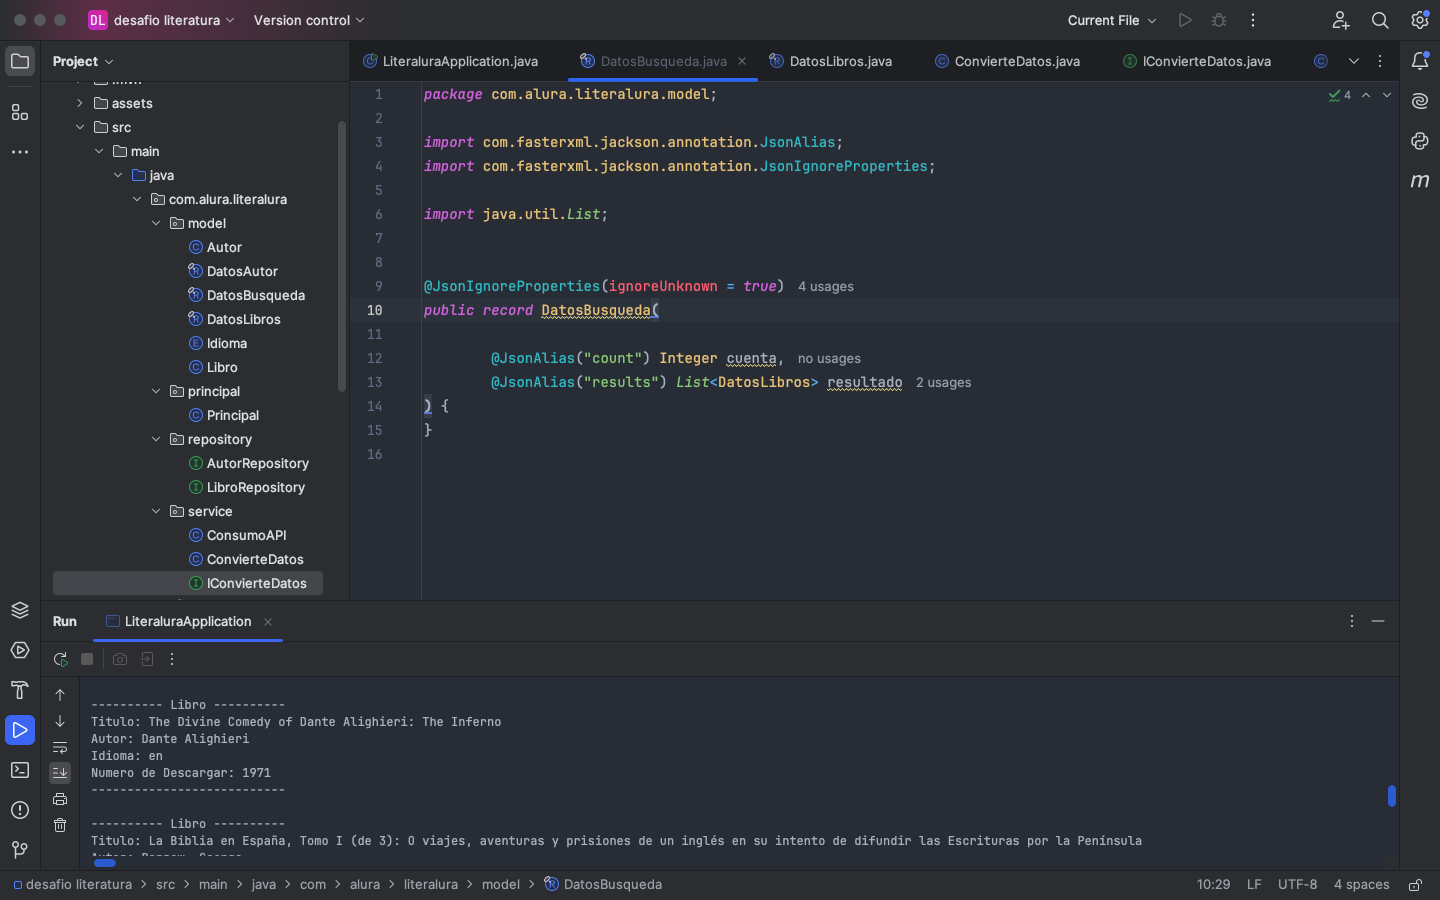 DL desafio literatura Version control Current File
Project
LiteraluraApplication.java DatosBusqueda.java DatosLibros.java ConvierteDatos.java IConvierteDatos.java
assets
src
main
java
com.alura.literalura
model
Autor
DatosAutor
DatosBusqueda
DatosLibros
Idioma
Libro
principal
Principal
repository
AutorRepository
LibroRepository
service
ConsumoAPI
ConvierteDatos
IConvierteDatos
1 package com.alura.literalura.model;
2
3 import com.fasterxml.jackson.annotation.JsonAlias;
4 import com.fasterxml.jackson.annotation.JsonIgnoreProperties;
5
6 import java.util.List;
7
8
9 @JsonIgnoreProperties(ignoreUnknown = true) 4 usages
10 public record DatosBusqueda(
11
12 @JsonAlias("count") Integer cuenta, no usages
13 @JsonAlias("results") List<DatosLibros> resultado 2 usages
14 ) {
15 }
16
4
Run LiteraluraApplication
---------- Libro ----------
Titulo: The Divine Comedy of Dante Alighieri: The Inferno
Autor: Dante Alighieri
Idioma: en
Numero de Descargar: 1971
---------------------------
---------- Libro ----------
Titulo: La Biblia en España, Tomo I (de 3): O viajes, aventuras y prisiones de un inglés en su intento de difundir las Escrituras por la Península
desafio literatura > src > main > java > com > alura > literalura > model > DatosBusqueda 10:29 LF UTF-8 4 spaces